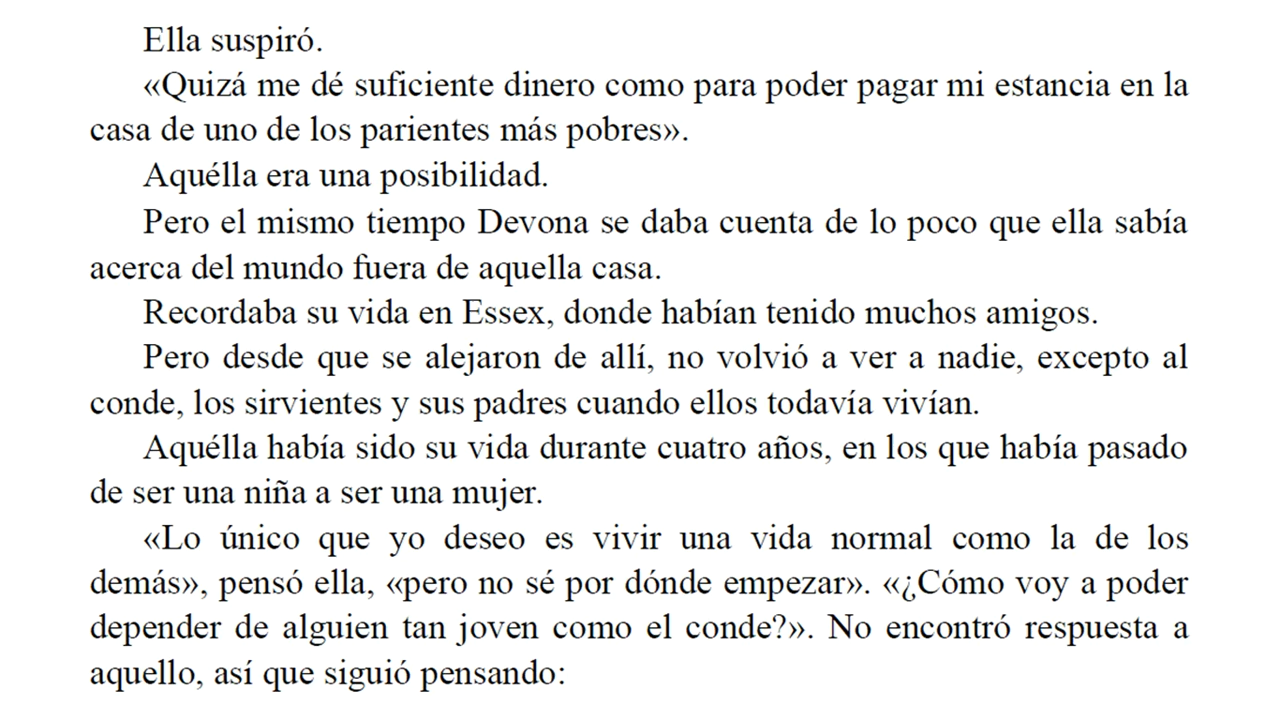 Ella suspiró.
«Quizá me dé suficiente dinero como para poder pagar mi estancia en la
casa de uno de los parientes más pobres».
Aquélla era una posibilidad.
Pero el mismo tiempo Devona se daba cuenta de lo poco que ella sabía
acerca del mundo fuera de aquella casa.
Recordaba su vida en Essex, donde habían tenido muchos amigos.
Pero desde que se alejaron de allí, no volvió a ver a nadie, excepto al
conde, los sirvientes y sus padres cuando ellos todavía vivían.
Aquélla había sido su vida durante cuatro años, en los que había pasado
de ser una niña a ser una mujer.
«Lo único que yo deseo es vivir una vida normal como la de los
demás», pensó ella, «pero no sé por dónde empezar». «¿Cómo voy a poder
depender de alguien tan joven como el conde?». No encontró respuesta a
aquello, así que siguió pensando: